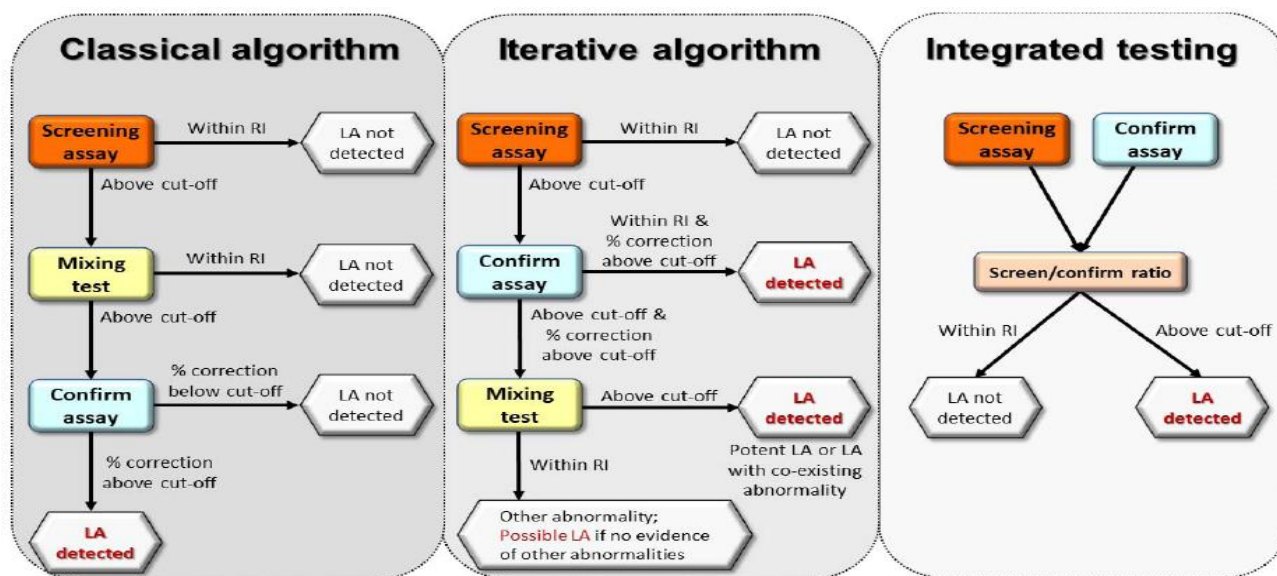 Classical algorithm
Screening
assay
Within RI
LA not
detected
Above cut-off
Mixing
test
Within RI
LA not
detected
Above cut-off
Confirm
assay
% correction
below cut-off
LA not
detected
% correction
above cut-off
LA
detected
Iterative algorithm
Screening
assay
Within RI
LA not
detected
Above cut-off
Confirm
assay
Within RI &
% correction
above cut-off
LA
detected
Above cut-off &
% correction
above cut-off
Mixing
test
Above cut-off
LA
detected
Potent LA or LA
with co-existing
abnormality
Within RI
Other abnormality;
Possible LA if no evidence
of other abnormalities
Integrated testing
Screening
assay
Confirm
assay
Screen/confirm ratio
Within RI
Above cut-off
LA not
detected
LA
detected